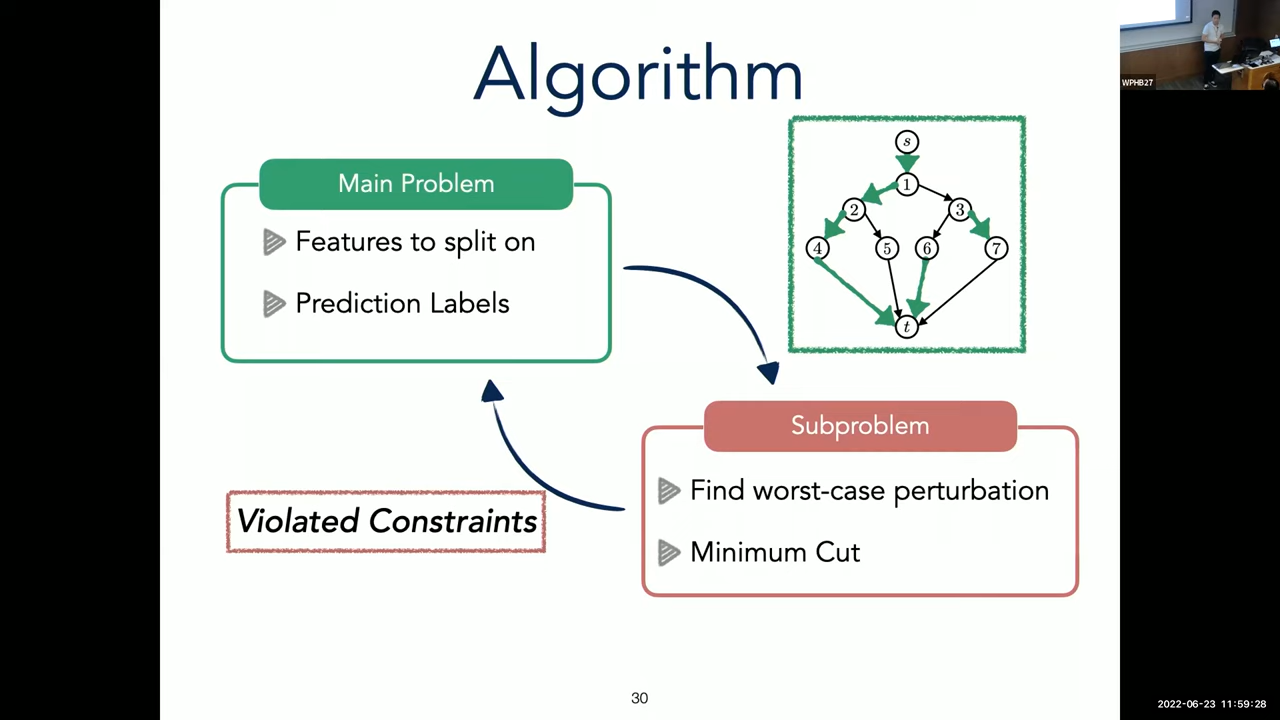 Algorithm
WPHB27
Main Problem
Features to split on
Prediction Labels
s
1
2
3
4
5
6
7
t
Subproblem
Find worst-case perturbation
Minimum Cut
Violated Constraints
30
2022-06-23 11:59:28